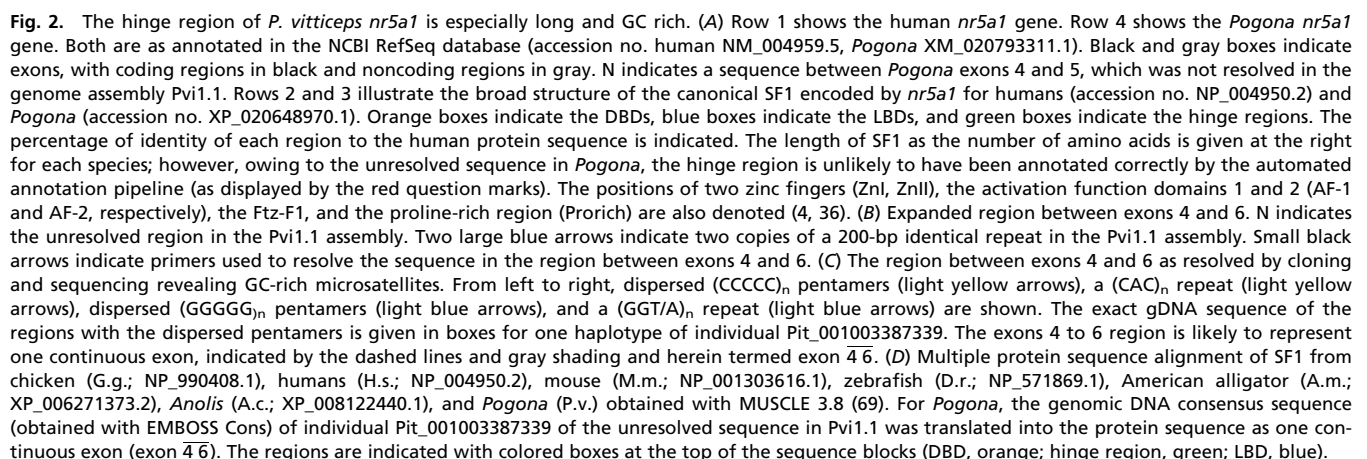 Fig. 2. The hinge region of P. vitticeps nr5a1 is especially long and GC rich. (A) Row 1 shows the human nr5a1 gene. Row 4 shows the Pogona nr5a1
gene. Both are as annotated in the NCBI RefSeq database (accession no. human NM_004959.5, Pogona XM_020793311.1). Black and gray boxes indicate
exons, with coding regions in black and noncoding regions in gray. N indicates a sequence between Pogona exons 4 and 5, which was not resolved in the
genome assembly Pvi1.1. Rows 2 and 3 illustrate the broad structure of the canonical SF1 encoded by nr5a1 for humans (accession no. NP_004950.2) and
Pogona (accession no. XP_020648970.1). Orange boxes indicate the DBDs, blue boxes indicate the LBDs, and green boxes indicate the hinge regions. The
percentage of identity of each region to the human protein sequence is indicated. The length of SF1 as the number of amino acids is given at the right
for each species; however, owing to the unresolved sequence in Pogona, the hinge region is unlikely to have been annotated correctly by the automated
annotation pipeline (as displayed by the red question marks). The positions of two zinc fingers (ZnI, ZnII), the activation function domains 1 and 2 (AF-1
and AF-2, respectively), the Ftz-F1, and the proline-rich region (Prorich) are also denoted (4, 36). (B) Expanded region between exons 4 and 6. N indicates
the unresolved region in the Pvi1.1 assembly. Two large blue arrows indicate two copies of a 200-bp identical repeat in the Pvi1.1 assembly. Small black
arrows indicate primers used to resolve the sequence in the region between exons 4 and 6. (C) The region between exons 4 and 6 as resolved by cloning
and sequencing revealing GC-rich microsatellites. From left to right, dispersed (CCCCC)n pentamers (light yellow arrows), a (CAC)n repeat (light yellow
arrows), dispersed (GGGGG)n pentamers (light blue arrows), and a (GGT/A)n repeat (light blue arrows) are shown. The exact gDNA sequence of the
regions with the dispersed pentamers is given in boxes for one haplotype of individual Pit_001003387339. The exons 4 to 6 region is likely to represent
one continuous exon, indicated by the dashed lines and gray shading and herein termed exon 4 6. (D) Multiple protein sequence alignment of SF1 from
chicken (G.g.; NP_990408.1), humans (H.s.; NP_004950.2), mouse (M.m.; NP_001303616.1), zebrafish (D.r.; NP_571869.1), American alligator (A.m.;
XP_006271373.2), Anolis (A.c.; XP_008122440.1), and Pogona (P.v.) obtained with MUSCLE 3.8 (69). For Pogona, the genomic DNA consensus sequence
(obtained with EMBOSS Cons) of individual Pit_001003387339 of the unresolved sequence in Pvi1.1 was translated into the protein sequence as one con-
tinuous exon (exon 4 6). The regions are indicated with colored boxes at the top of the sequence blocks (DBD, orange; hinge region, green; LBD, blue).